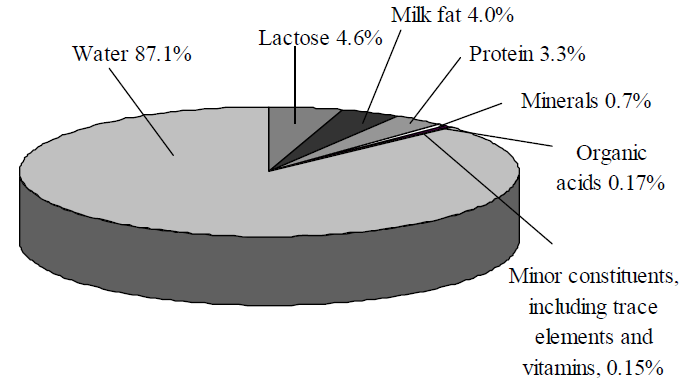 Milk fat 4.0%
Lactose 4.6%
Water 87.1%
Protein 3.3%
Minerals 0.7%
Organic
acids 0.17%
Minor constituents,
including trace
elements and
vitamins, 0.15%